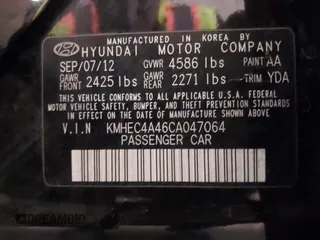 MANUFACTURED BY
HYUNDAI MOTOR COMPANY
SEP/07/12 GVWR 4586 lbs PAINT AA
GAWR FRONT 2425 lbs GAWR REAR 2271 lbs TRIM YDA
THIS VEHICLE CONFORMS TO ALL APPLICABLE FEDERAL
MOTOR VEHICLE SAFETY, BUMPER, AND THEFT PREVENTION
STANDARDS IN EFFECT ON THE DATE OF MANUFACTURE SHOWN ABOVE.
V.I.N KMHEC4A46CA047064
PASSENGER CAR
DREAMBID